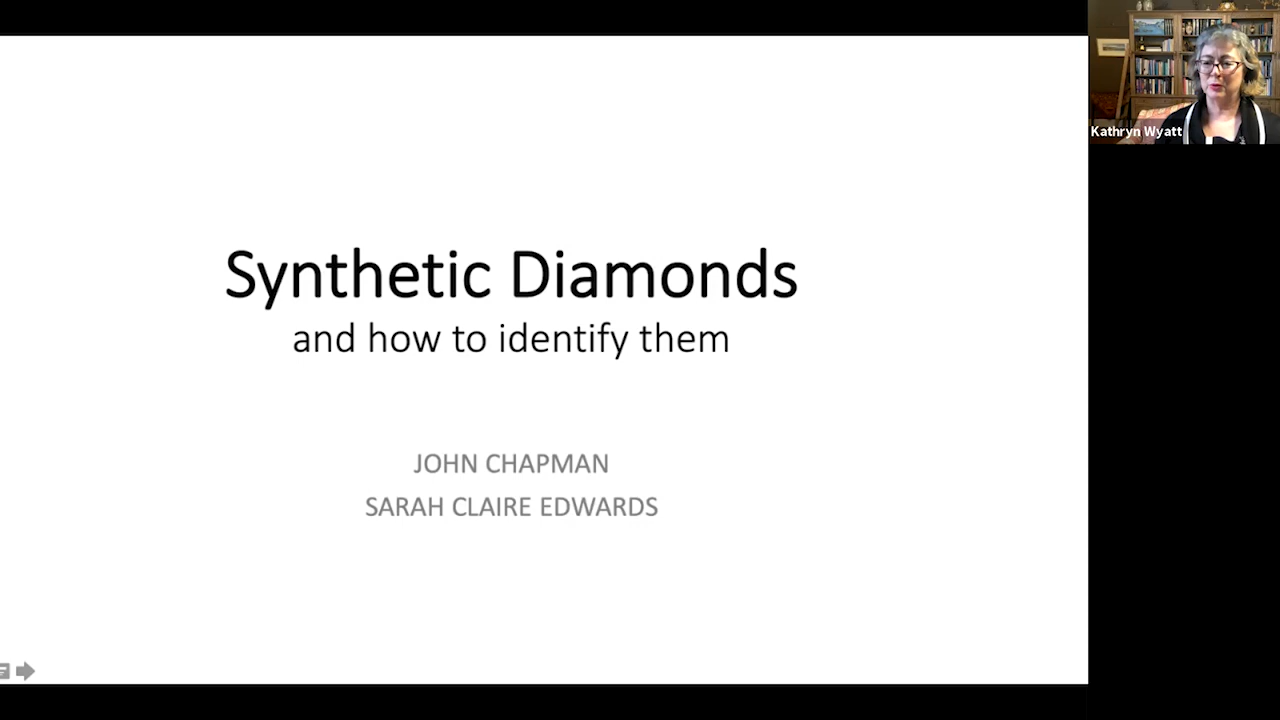 Synthetic Diamonds
and how to identify them
JOHN CHAPMAN
SARAH CLAIRE EDWARDS
Kathryn Wyatt